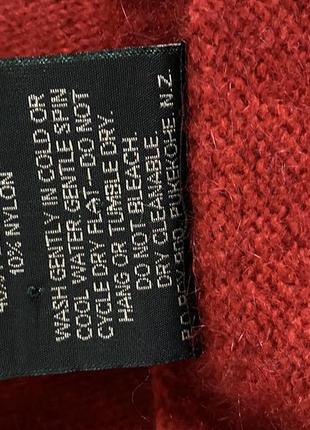 40%
10% NYLON
WASH GENTLY IN COLD OR
COOL WATER GENTLE SPIN
CYCLE DRY FLAT—DO NOT
HANG OR TUMBLE DRY.
DO NOT BLEACH.
DRY CLEANABLE.
PUKEKOHE, N.Z.